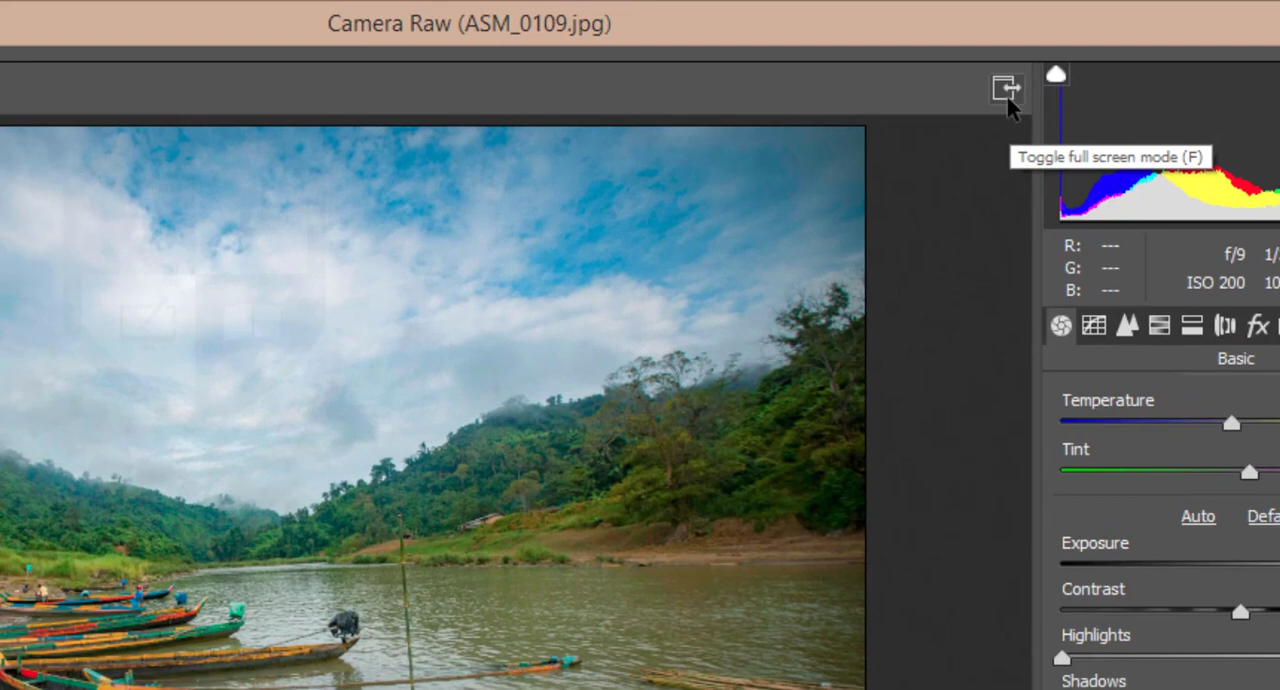 Camera Raw (ASM_0109.jpg)
Toggle full screen mode (F)
R: ---
G: ---
B: ---
f/9
ISO 200
fx
Basic
Temperature
Tint
Auto
Exposure
Contrast
Highlights
Shadows